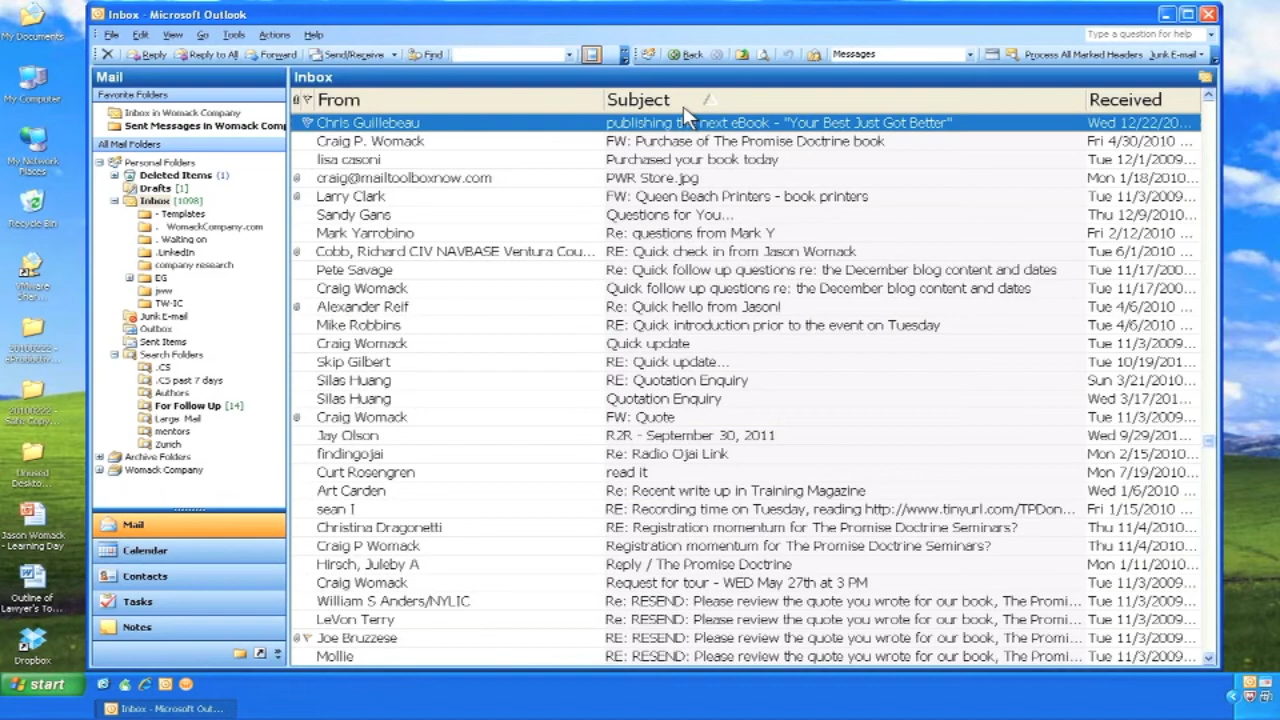 Inbox - Microsoft Outlook
File Edit View Go Tools Actions Help
Type a question for help
Reply Reply to All Forward Send/Receive Find Back Messages Process All Marked Headers Junk E-mail
Mail
Inbox
Favorite Folders
Inbox in Womack Company
Sent Messages in Womack Comp
All Mail Folders
Personal Folders
Deleted Items (1)
Drafts [1]
Inbox [1098]
- Templates
. WomackCompany.com
. Waiting on
.LinkedIn
company research
EG
jww
TW-IC
Junk E-mail
Outbox
Sent Items
Search Folders
.CS
.CS past 7 days
Authors
For Follow Up [14]
Large Mail
mentors
Zurich
Archive Folders
Womack Company
Mail
Calendar
Contacts
Tasks
Notes
From Subject Received
Chris Guillebeau publishing the next eBook - "Your Best Just Got Better" Wed 12/22/20...
Craig P. Womack FW: Purchase of The Promise Doctrine book Fri 4/30/2010 ...
lisa casoni Purchased your book today Tue 12/1/2009...
craig@mailtoolboxnow.com PWR Store.jpg Mon 1/18/2010...
Larry Clark FW: Queen Beach Printers - book printers Tue 11/3/2009...
Sandy Gans Questions for You... Thu 12/9/2010...
Mark Yarrobino Re: questions from Mark Y Fri 2/12/2010 ...
Cobb, Richard CIV NAVBASE Ventura Cou... RE: Quick check in from Jason Womack Tue 6/1/2010 ...
Pete Savage Re: Quick follow up questions re: the December blog content and dates Tue 11/17/200...
Craig Womack Quick follow up questions re: the December blog content and dates Tue 11/17/200...
Alexander Reif Re: Quick hello from Jason! Tue 4/6/2010 ...
Mike Robbins RE: Quick introduction prior to the event on Tuesday Tue 4/6/2010 ...
Craig Womack Quick update Tue 11/3/2009...
Skip Gilbert RE: Quick update... Tue 10/19/201...
Silas Huang RE: Quotation Enquiry Sun 3/21/2010...
Silas Huang Quotation Enquiry Wed 3/17/201...
Craig Womack FW: Quote Tue 11/3/2009...
Jay Olson R2R - September 30, 2011 Wed 9/29/201...
findingojai Re: Radio Ojai Link Mon 2/15/2010...
Curt Rosengren read it Mon 7/19/2010...
Art Carden Re: Recent write up in Training Magazine Wed 1/6/2010 ...
sean I RE: Recording time on Tuesday, reading http://www.tinyurl.com/TPDon... Fri 1/15/2010 ...
Christina Dragonetti RE: Registration momentum for The Promise Doctrine Seminars? Thu 11/4/2010...
Craig P Womack Registration momentum for The Promise Doctrine Seminars? Thu 11/4/2010...
Hirsch, Juleby A Reply / The Promise Doctrine Mon 1/11/2010...
Craig Womack Request for tour - WED May 27th at 3 PM Tue 11/3/2009...
William S Anders/NYLIC Re: RESEND: Please review the quote you wrote for our book, The Promi... Tue 11/3/2009...
LeVon Terry RE: RESEND: Please review the quote you wrote for our book, The Promi... Tue 11/3/2009...
Joe Bruzzese Re: RESEND: Please review the quote you wrote for our book, The Promi... Tue 11/3/2009...
Mollie RE: RESEND: Please review the quote you wrote for our book, The Promi... Tue 11/3/2009...
My Documents
My Computer
My Network
Places
Recycle Bin
Unused
Deskto...
Jason Womack
- Learning Day
Outline of
Lawyer's To...
Dropbox
start
Inbox - Microsoft Out...